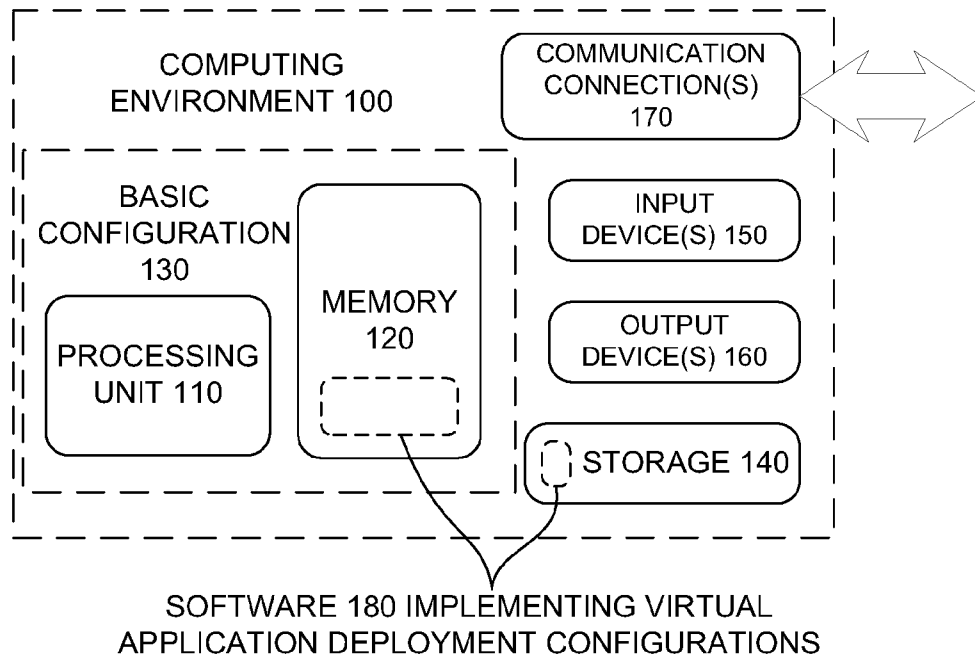 COMPUTING
ENVIRONMENT 100
COMMUNICATION
CONNECTION(S)
170
BASIC
CONFIGURATION
130
MEMORY
120
PROCESSING
UNIT 110
INPUT
DEVICE(S) 150
OUTPUT
DEVICE(S) 160
STORAGE 140
SOFTWARE 180 IMPLEMENTING VIRTUAL
APPLICATION DEPLOYMENT CONFIGURATIONS